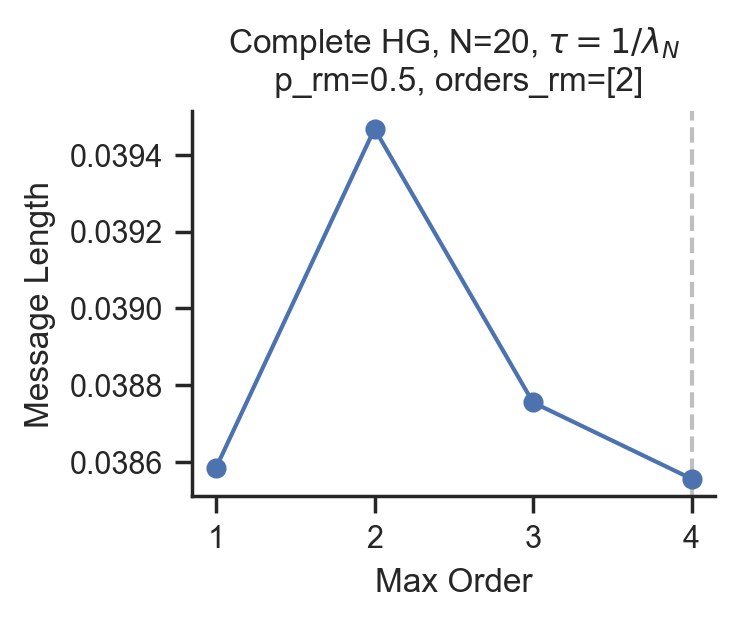 Complete HG, N=20, τ = 1/λ_N
p_rm=0.5, orders_rm=[2]
Message Length
0.0394
0.0392
0.0390
0.0388
0.0386
1 2 3 4
Max Order